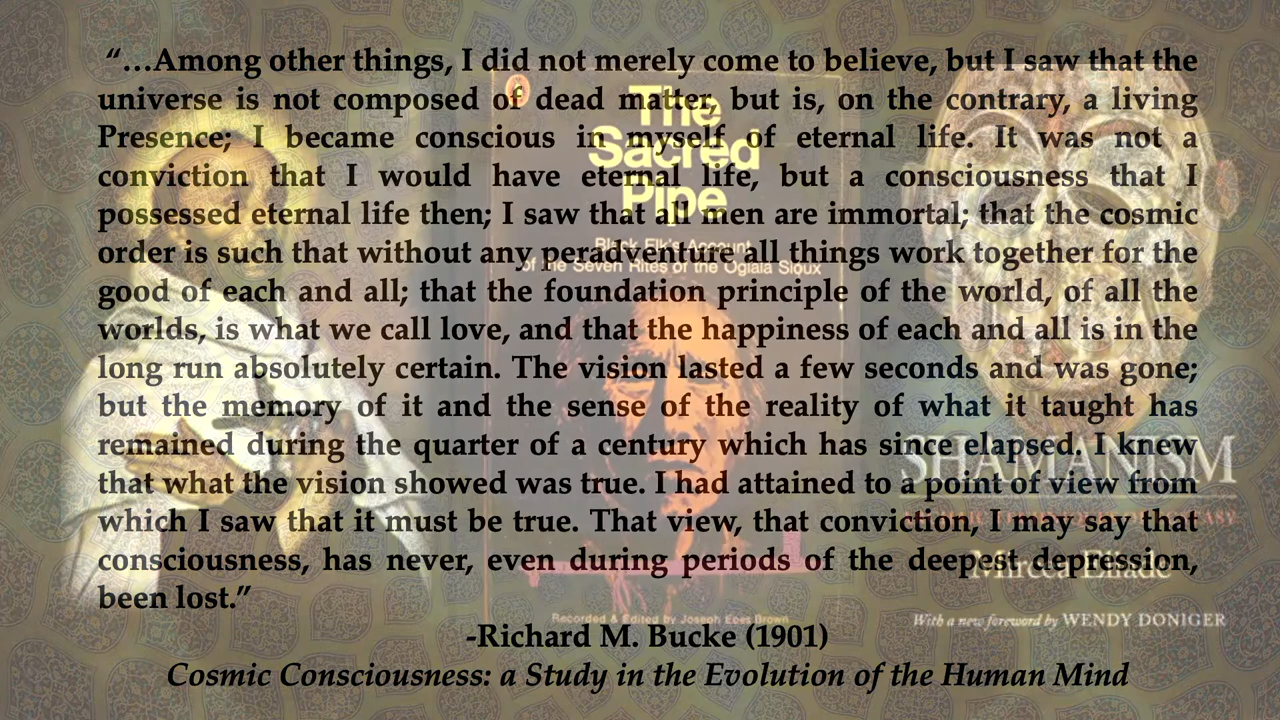 “…Among other things, I did not merely come to believe, but I saw that the
universe is not composed of dead matter, but is, on the contrary, a living
Presence; I became conscious in myself of eternal life. It was not a
conviction that I would have eternal life, but a consciousness that I
possessed eternal life then; I saw that all men are immortal; that the cosmic
order is such that without any peradventure all things work together for the
good of each and all; that the foundation principle of the world, of all the
worlds, is what we call love, and that the happiness of each and all is in the
long run absolutely certain. The vision lasted a few seconds and was gone;
but the memory of it and the sense of the reality of what it taught has
remained during the quarter of a century which has since elapsed. I knew
that what the vision showed was true. I had attained to a point of view from
which I saw that it must be true. That view, that conviction, I may say that
consciousness, has never, even during periods of the deepest depression,
been lost.”
-Richard M. Bucke (1901)
Cosmic Consciousness: a Study in the Evolution of the Human Mind
The
Sacred
Pipe
Black Elk's Account
of the Seven Rites of the Oglala Sioux
Recorded & Edited by Joseph Epes Brown
SHAMANISM
Mircea Eliade
With a new foreword by WENDY DONIGER